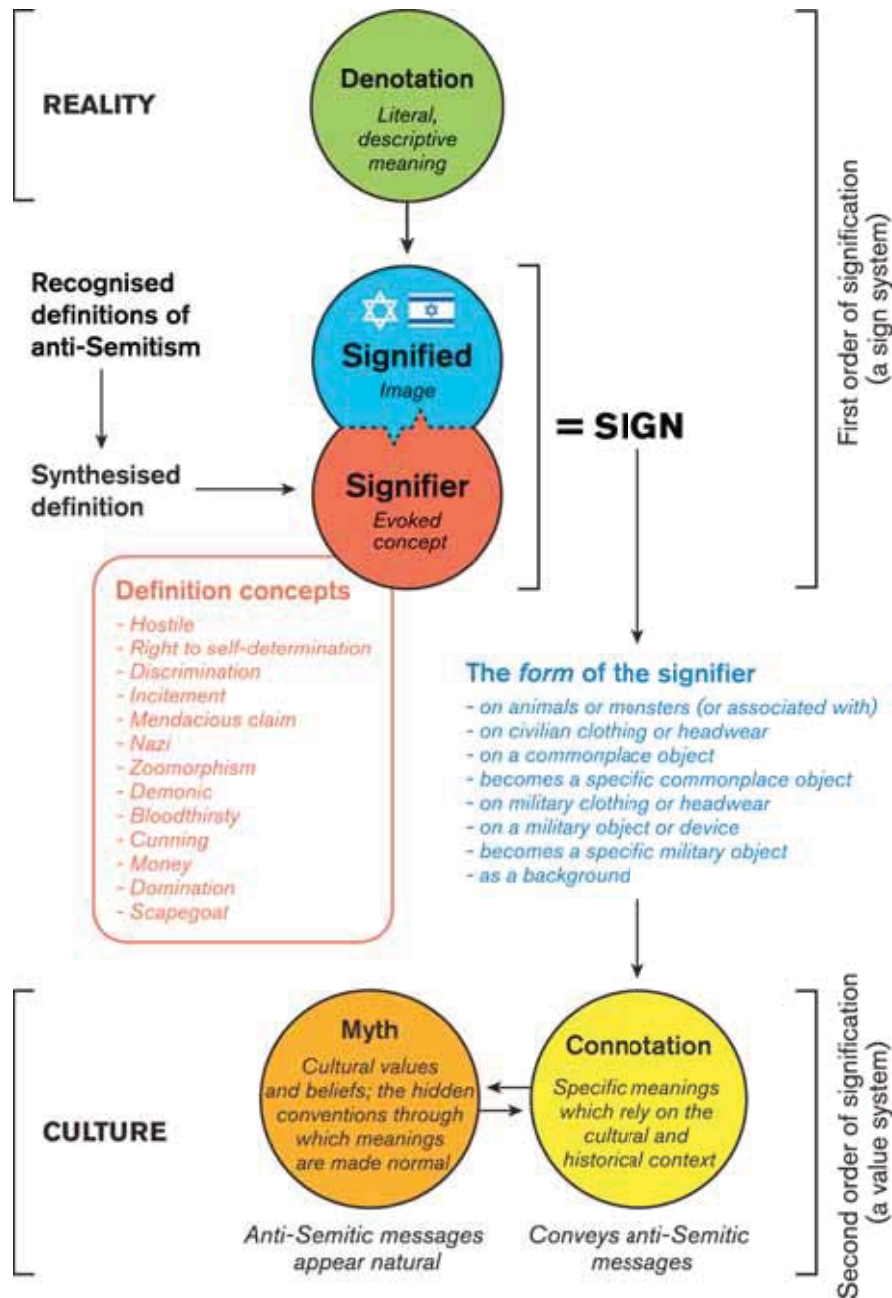 REALITY
Denotation
Literal,
descriptive
meaning
First order of signification
(a sign system)
Recognised
definitions of
anti-Semitism
Signified
Image
= SIGN
Synthesised
definition
Signifier
Evoked
concept
Definition concepts
- Hostile
- Right to self-determination
- Discrimination
- Incitement
- Mendacious claim
- Nazi
- Zoomorphism
- Demonic
- Bloodthirsty
- Cunning
- Money
- Domination
- Scapegoat
The form of the signifier
- on animals or monsters (or associated with)
- on civilian clothing or headwear
- on a commonplace object
- becomes a specific commonplace object
- on military clothing or headwear
- on a military object or device
- becomes a specific military object
- as a background
CULTURE
Myth
Cultural values
and beliefs; the hidden
conventions through
which meanings
are made normal
Anti-Semitic messages
appear natural
Connotation
Specific meanings
which rely on the
cultural and
historical context
Conveys anti-Semitic
messages
Second order of signification
(a value system)